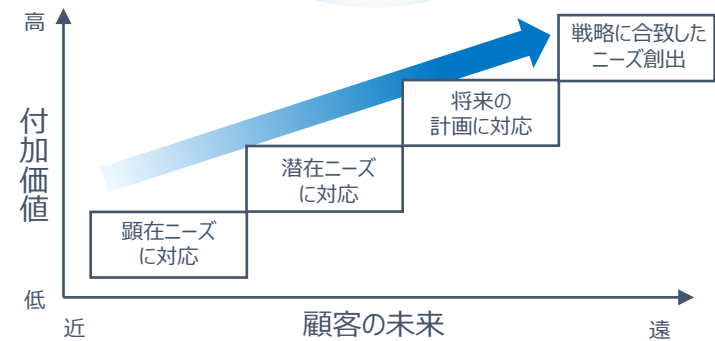 高
戦略に合致した
ニーズ創出
将来の
計画に対応
付加価値
潜在ニーズ
に対応
顕在ニーズ
に対応
低
近
顧客の未来
遠